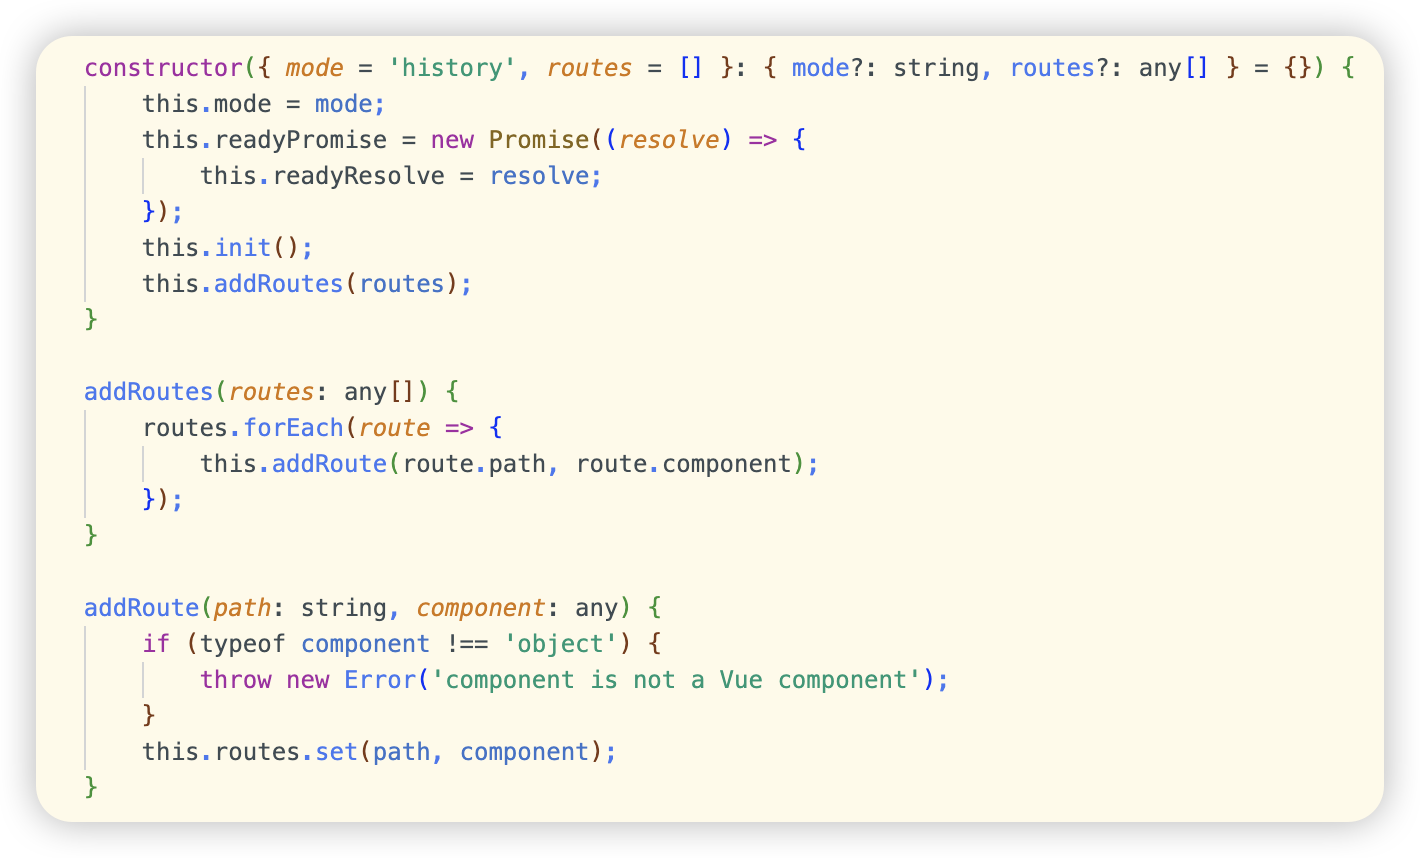 constructor({ mode = 'history', routes = [] }: { mode?: string, routes?: any[] } = {}) {
    this.mode = mode;
    this.readyPromise = new Promise((resolve) => {
        this.readyResolve = resolve;
    });
    this.init();
    this.addRoutes(routes);
}

addRoutes(routes: any[]) {
    routes.forEach(route => {
        this.addRoute(route.path, route.component);
    });
}

addRoute(path: string, component: any) {
    if (typeof component !== 'object') {
        throw new Error('component is not a Vue component');
    }
    this.routes.set(path, component);
}